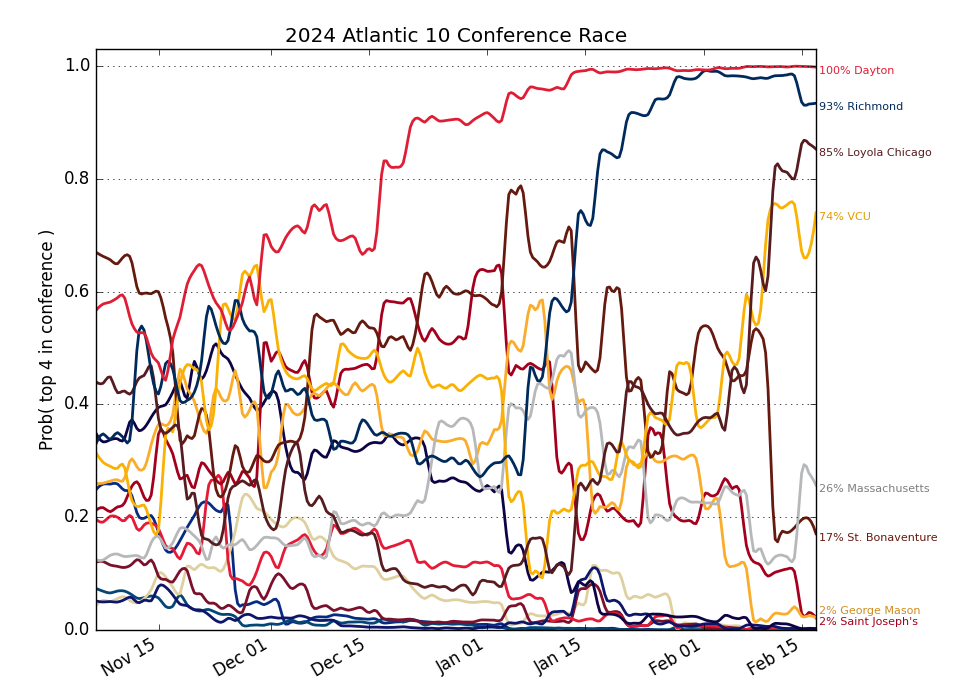 2024 Atlantic 10 Conference Race
Prob( top 4 in conference )
1.0
0.8
0.6
0.4
0.2
0.0
Nov 15
Dec 01
Dec 15
Jan 01
Jan 15
Feb 01
Feb 15
100% Dayton
93% Richmond
85% Loyola Chicago
74% VCU
26% Massachusetts
17% St. Bonaventure
2% George Mason
2% Saint Joseph's